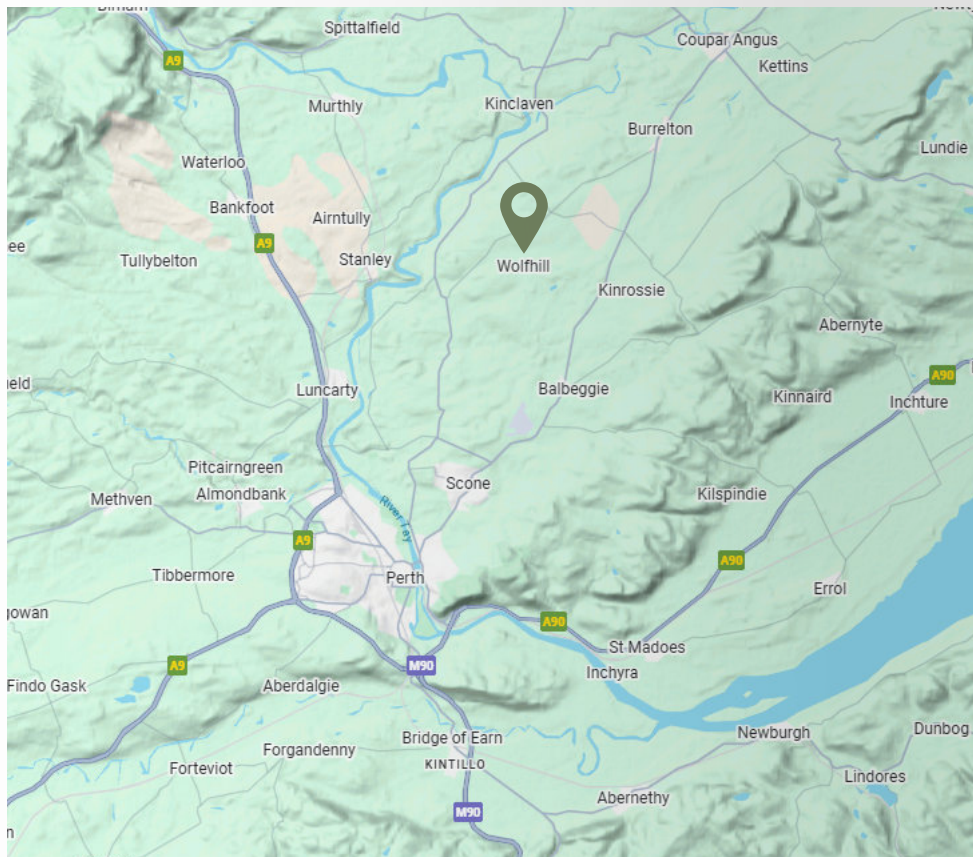 Spittalfield
Coupar Angus
A9
Kettins
Murthly
Kinclaven
Burrelton
Lundie
Waterloo
Bankfoot
Airntully
A9
Tullybelton
Stanley
Wolfhill
Kinrossie
Abernyte
A90
Luncarty
Balbeggie
Kinnaird
Inchture
Pitcairngreen
Scone
Methven
Almondbank
Kilspindie
River Tay
A9
A90
Tibbermore
Perth
Errol
gowan
A90
St Madoes
A9
M90
Inchyra
Findo Gask
Aberdalgie
Dunbog
Bridge of Earn
Newburgh
Forgandenny
KINTILLO
Forteviot
Lindores
Abernethy
M90